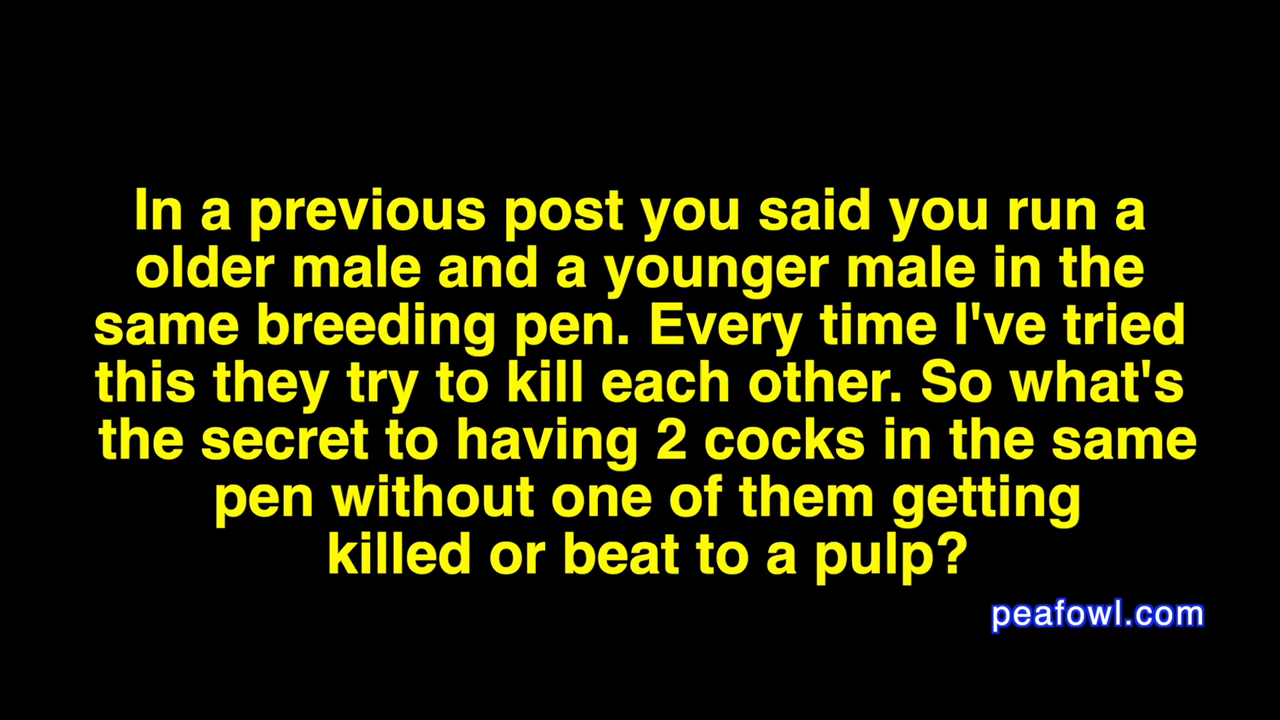 In a previous post you said you run a
older male and a younger male in the
same breeding pen. Every time I've tried
this they try to kill each other. So what's
the secret to having 2 cocks in the same
pen without one of them getting
killed or beat to a pulp?
peafowl.com